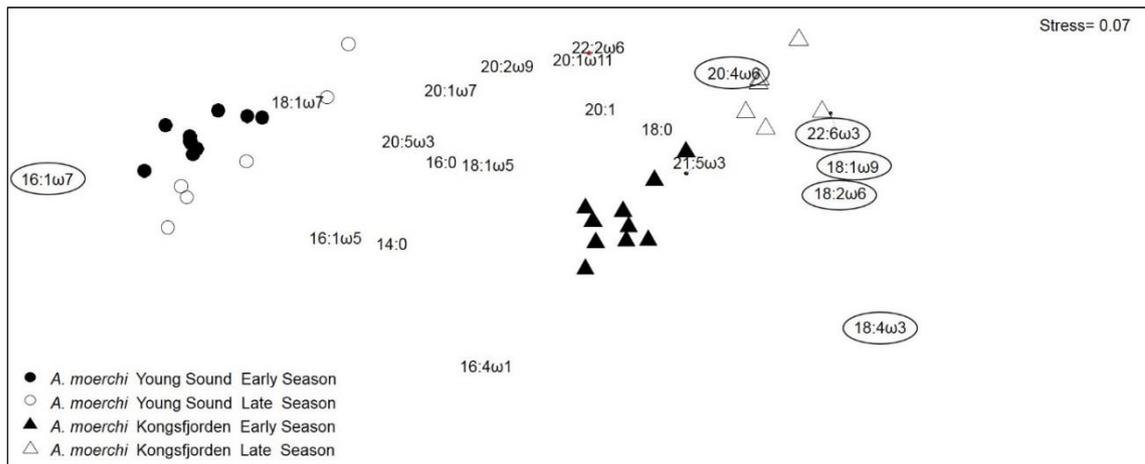 Stress= 0.07
22:2ω6
20:1ω11
20:2ω9
20:4ω6
20:1ω7
18:1ω7
20:1
18:0
22:6ω3
20:5ω3
16:0
18:1ω5
21:5ω3
18:1ω9
16:1ω7
18:2ω6
16:1ω5
14:0
18:4ω3
16:4ω1
A. moerchi Young Sound Early Season
A. moerchi Young Sound Late Season
A. moerchi Kongsfjorden Early Season
A. moerchi Kongsfjorden Late Season